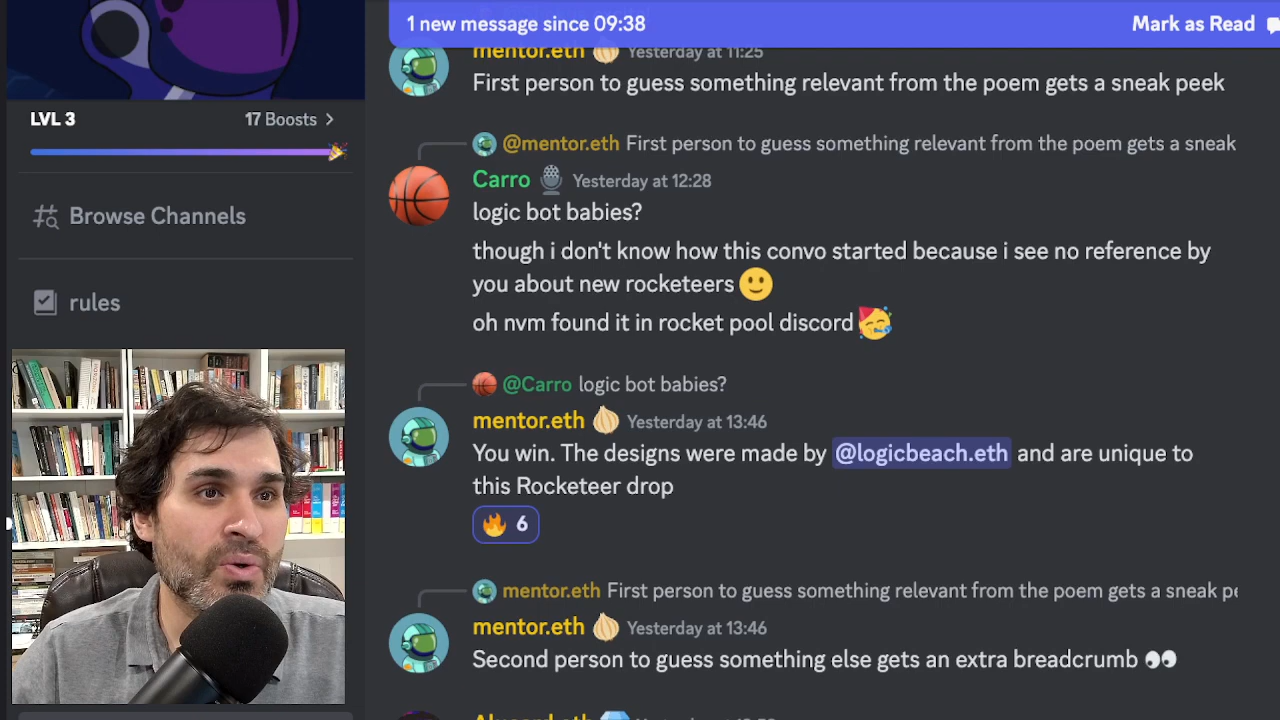 1 new message since 09:38
Mark as Read
mentor.eth Yesterday at 11:25
First person to guess something relevant from the poem gets a sneak peek
LVL 3
17 Boosts
Browse Channels
rules
@mentor.eth First person to guess something relevant from the poem gets a sneak
Carro Yesterday at 12:28
logic bot babies?
though i don't know how this convo started because i see no reference by
you about new rocketeers 🙂
oh nvm found it in rocket pool discord 🥳
@Carro logic bot babies?
mentor.eth Yesterday at 13:46
You win. The designs were made by @logicbeach.eth and are unique to
this Rocketeer drop
🔥 6
mentor.eth First person to guess something relevant from the poem gets a sneak pe
mentor.eth Yesterday at 13:46
Second person to guess something else gets an extra breadcrumb 👀